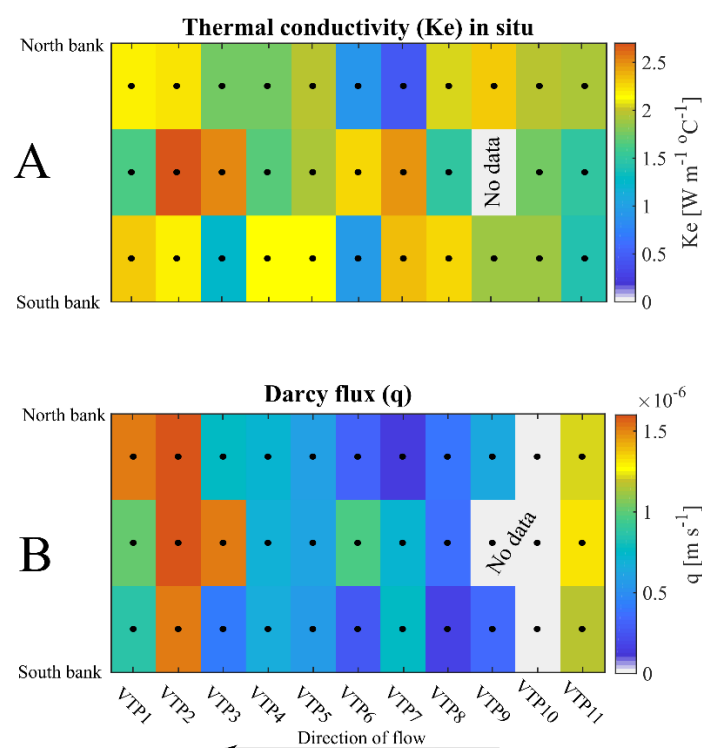 Thermal conductivity (Ke) in situ
North bank
A
No data
South bank
2.5
2
1.5
1
0.5
0
Ke [W m⁻¹ °C⁻¹]
Darcy flux (q)
×10⁻⁶
North bank
B
No data
South bank
1.5
1
0.5
0
q [m s⁻¹]
VTP1 VTP2 VTP3 VTP4 VTP5 VTP6 VTP7 VTP8 VTP9 VTP10 VTP11
Direction of flow